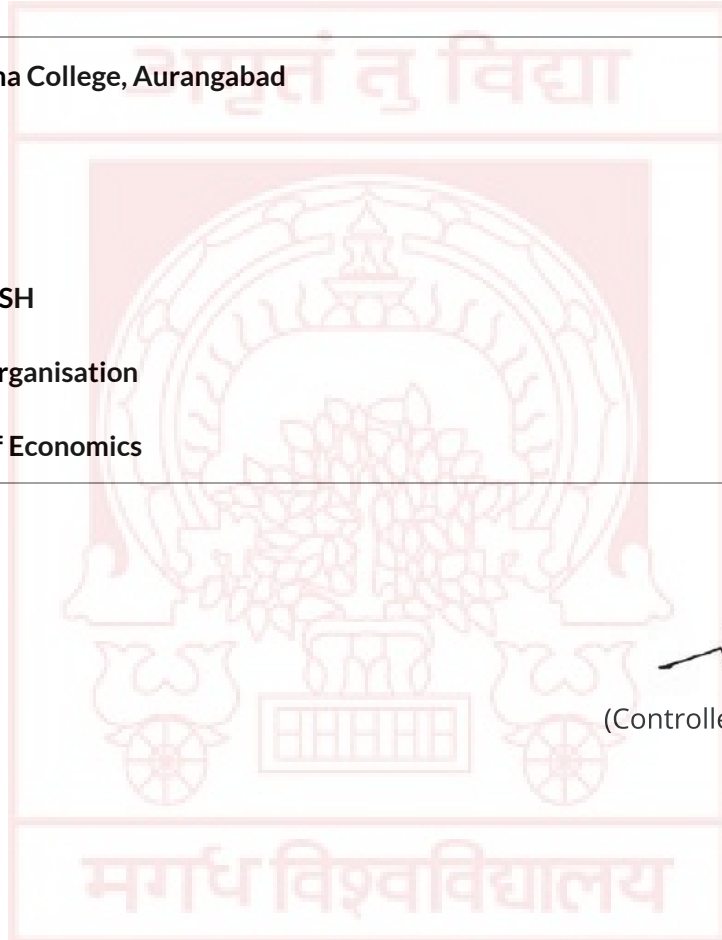 अमृतं तु विद्या
na College, Aurangabad
SH
rganisation
f Economics
(Controlle
मगध विश्वविद्यालय